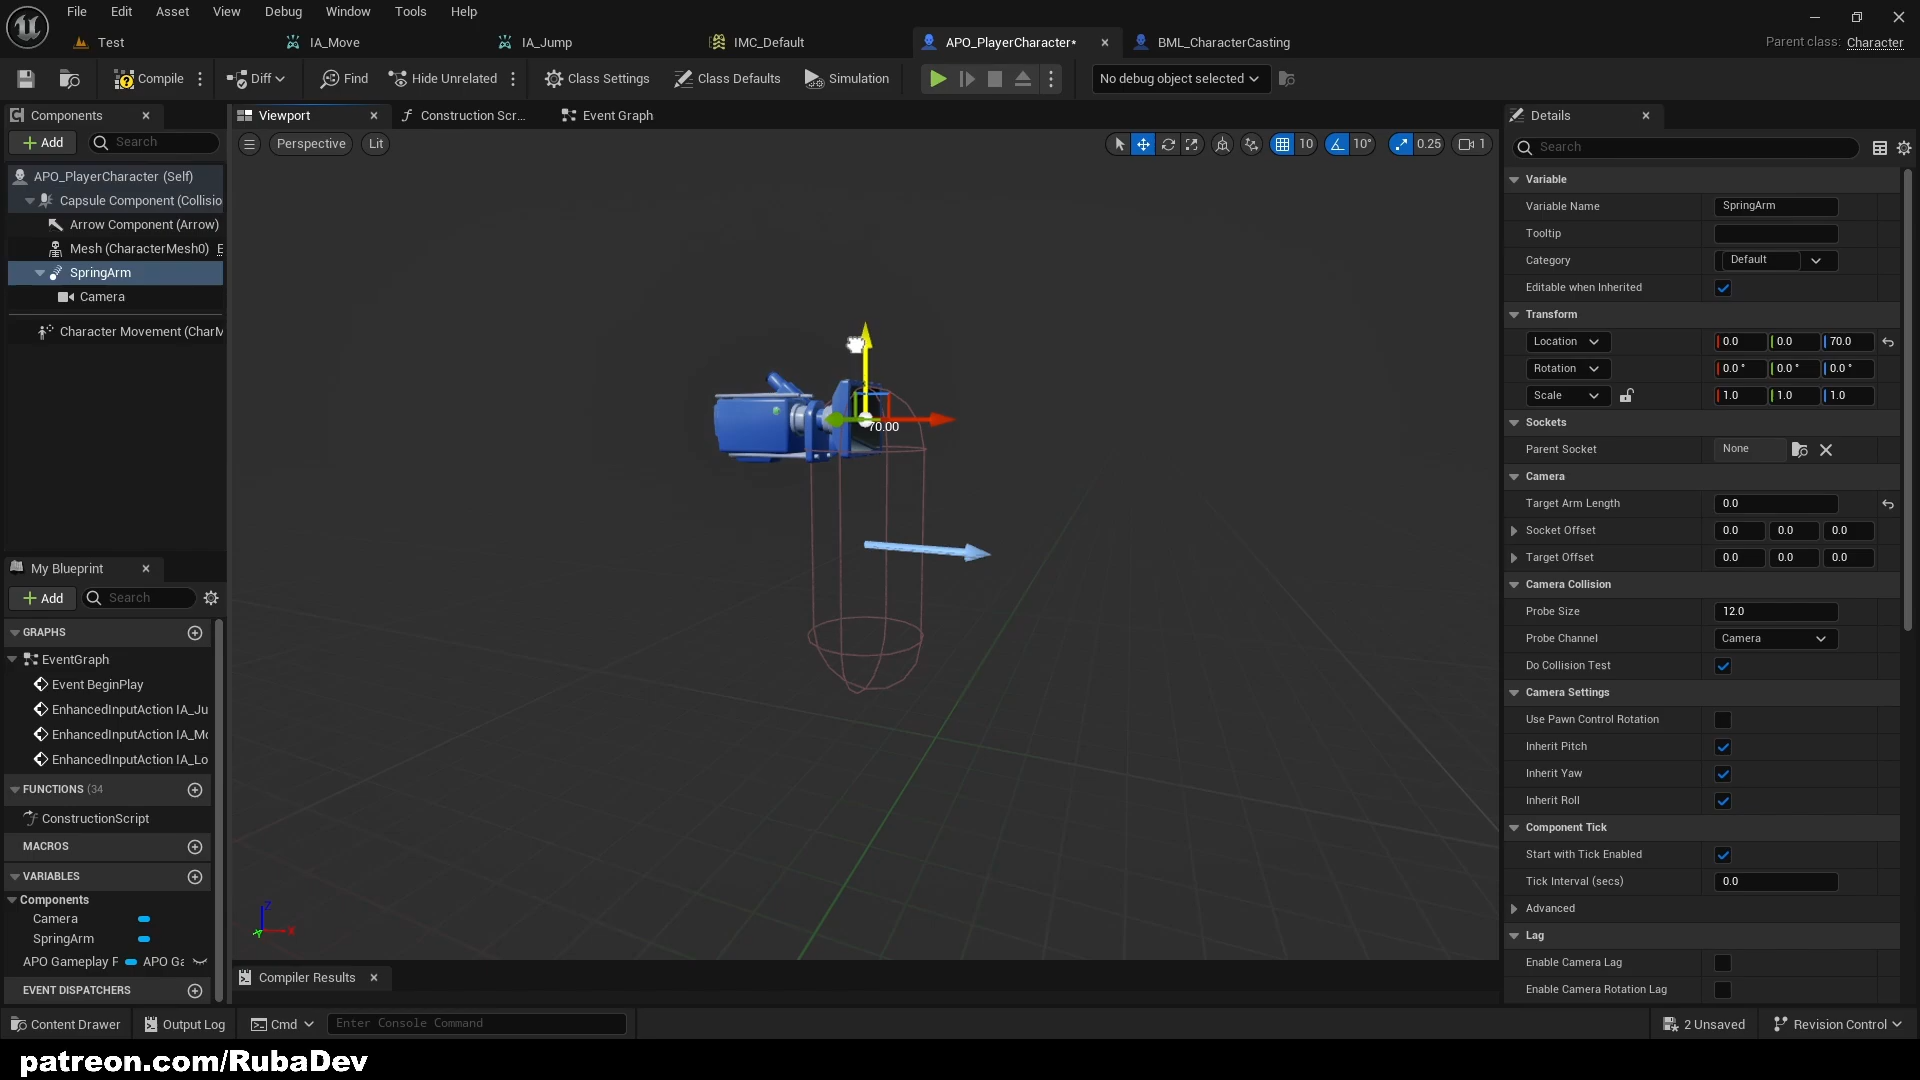 File Edit Asset View Debug Window Tools Help
Test IA_Move IA_Jump IMC_Default APO_PlayerCharacter* BML_CharacterCasting Parent class: Character
Compile Diff Find Hide Unrelated Class Settings Class Defaults Simulation No debug object selected
Components
Viewport Construction Scr... Event Graph
Details
Add Search
Perspective Lit 10 10° 0.25 1
Search
APO_PlayerCharacter (Self)
Capsule Component (Collisio
Arrow Component (Arrow)
Mesh (CharacterMesh0) E
SpringArm
Camera
Character Movement (CharM
70.00
Z
X
Y
Variable
Variable Name SpringArm
Tooltip
Category Default
Editable when Inherited
Transform
Location 0.0 0.0 70.0
Rotation 0.0 ° 0.0 ° 0.0 °
Scale 1.0 1.0 1.0
Sockets
Parent Socket None
Camera
Target Arm Length 0.0
Socket Offset 0.0 0.0 0.0
Target Offset 0.0 0.0 0.0
Camera Collision
Probe Size 12.0
Probe Channel Camera
Do Collision Test
Camera Settings
Use Pawn Control Rotation
Inherit Pitch
Inherit Yaw
Inherit Roll
Component Tick
Start with Tick Enabled
Tick Interval (secs) 0.0
Advanced
Lag
Enable Camera Lag
Enable Camera Rotation Lag
My Blueprint
Add Search
GRAPHS
EventGraph
Event BeginPlay
EnhancedInputAction IA_Ju
EnhancedInputAction IA_Mo
EnhancedInputAction IA_Lo
FUNCTIONS (34
ConstructionScript
MACROS
VARIABLES
Components
Camera
SpringArm
APO Gameplay F APO Ga
EVENT DISPATCHERS
Compiler Results
Content Drawer Output Log Cmd Enter Console Command 2 Unsaved Revision Control
patreon.com/RubaDev